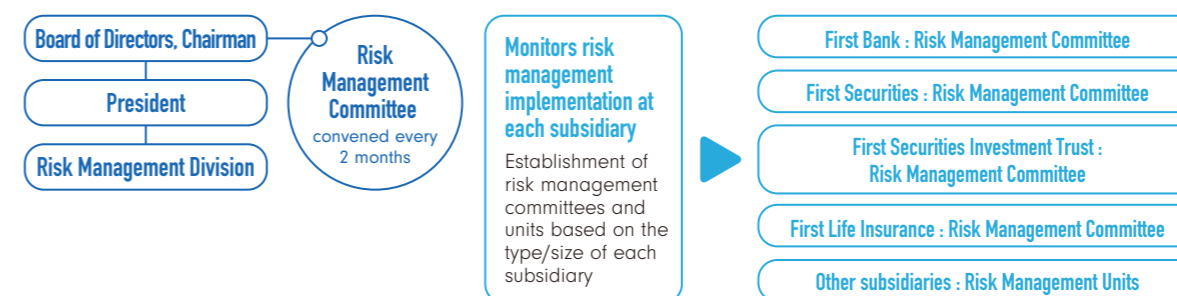 Board of Directors, Chairman
President
Risk Management Division
Risk
Management
Committee
convened every
2 months
Monitors risk
management
implementation at
each subsidiary
Establishment of
risk management
committees and
units based on the
type/size of each
subsidiary
First Bank : Risk Management Committee
First Securities : Risk Management Committee
First Securities Investment Trust :
Risk Management Committee
First Life Insurance : Risk Management Committee
Other subsidiaries : Risk Management Units